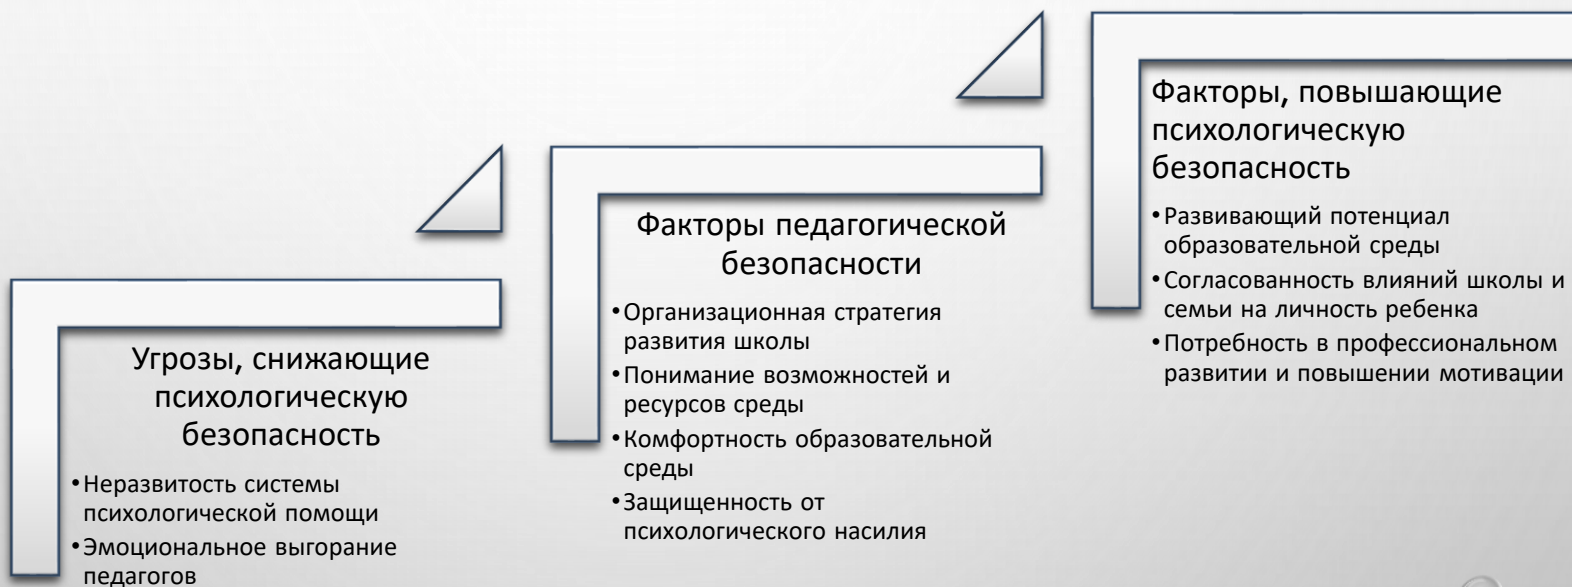 Угрозы, снижающие
психологическую
безопасность
•Неразвитость системы
психологической помощи
•Эмоциональное выгорание
педагогов
Факторы педагогической
безопасности
•Организационная стратегия
развития школы
•Понимание возможностей и
ресурсов среды
•Комфортность образовательной
среды
•Защищенность от
психологического насилия
Факторы, повышающие
психологическую
безопасность
•Развивающий потенциал
образовательной среды
•Согласованность влияний школы и
семьи на личность ребенка
•Потребность в профессиональном
развитии и повышении мотивации